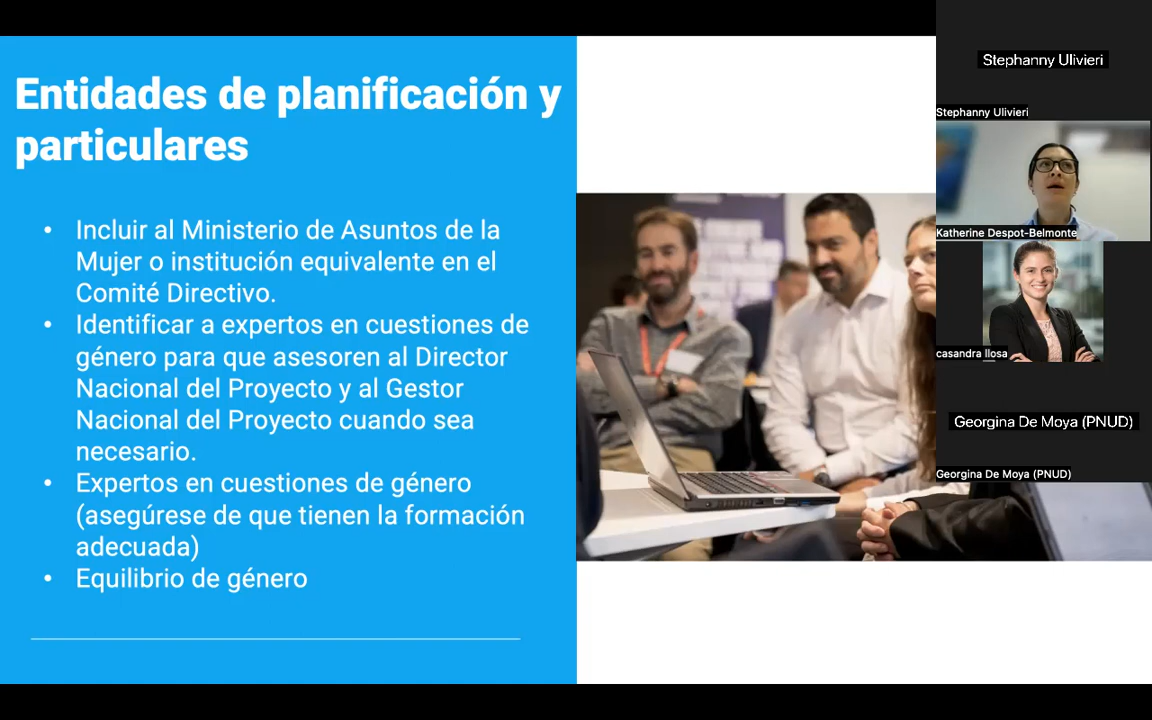 Entidades de planificación y
particulares
• Incluir al Ministerio de Asuntos de la
Mujer o institución equivalente en el
Comité Directivo.
• Identificar a expertos en cuestiones de
género para que asesoren al Director
Nacional del Proyecto y al Gestor
Nacional del Proyecto cuando sea
necesario.
• Expertos en cuestiones de género
(asegúrese de que tienen la formación
adecuada)
• Equilibrio de género
Stephanny Ulivieri
Stephanny Ulivieri
Katherine Despot-Belmonte
casandra llosa
Georgina De Moya (PNUD)
Georgina De Moya (PNUD)